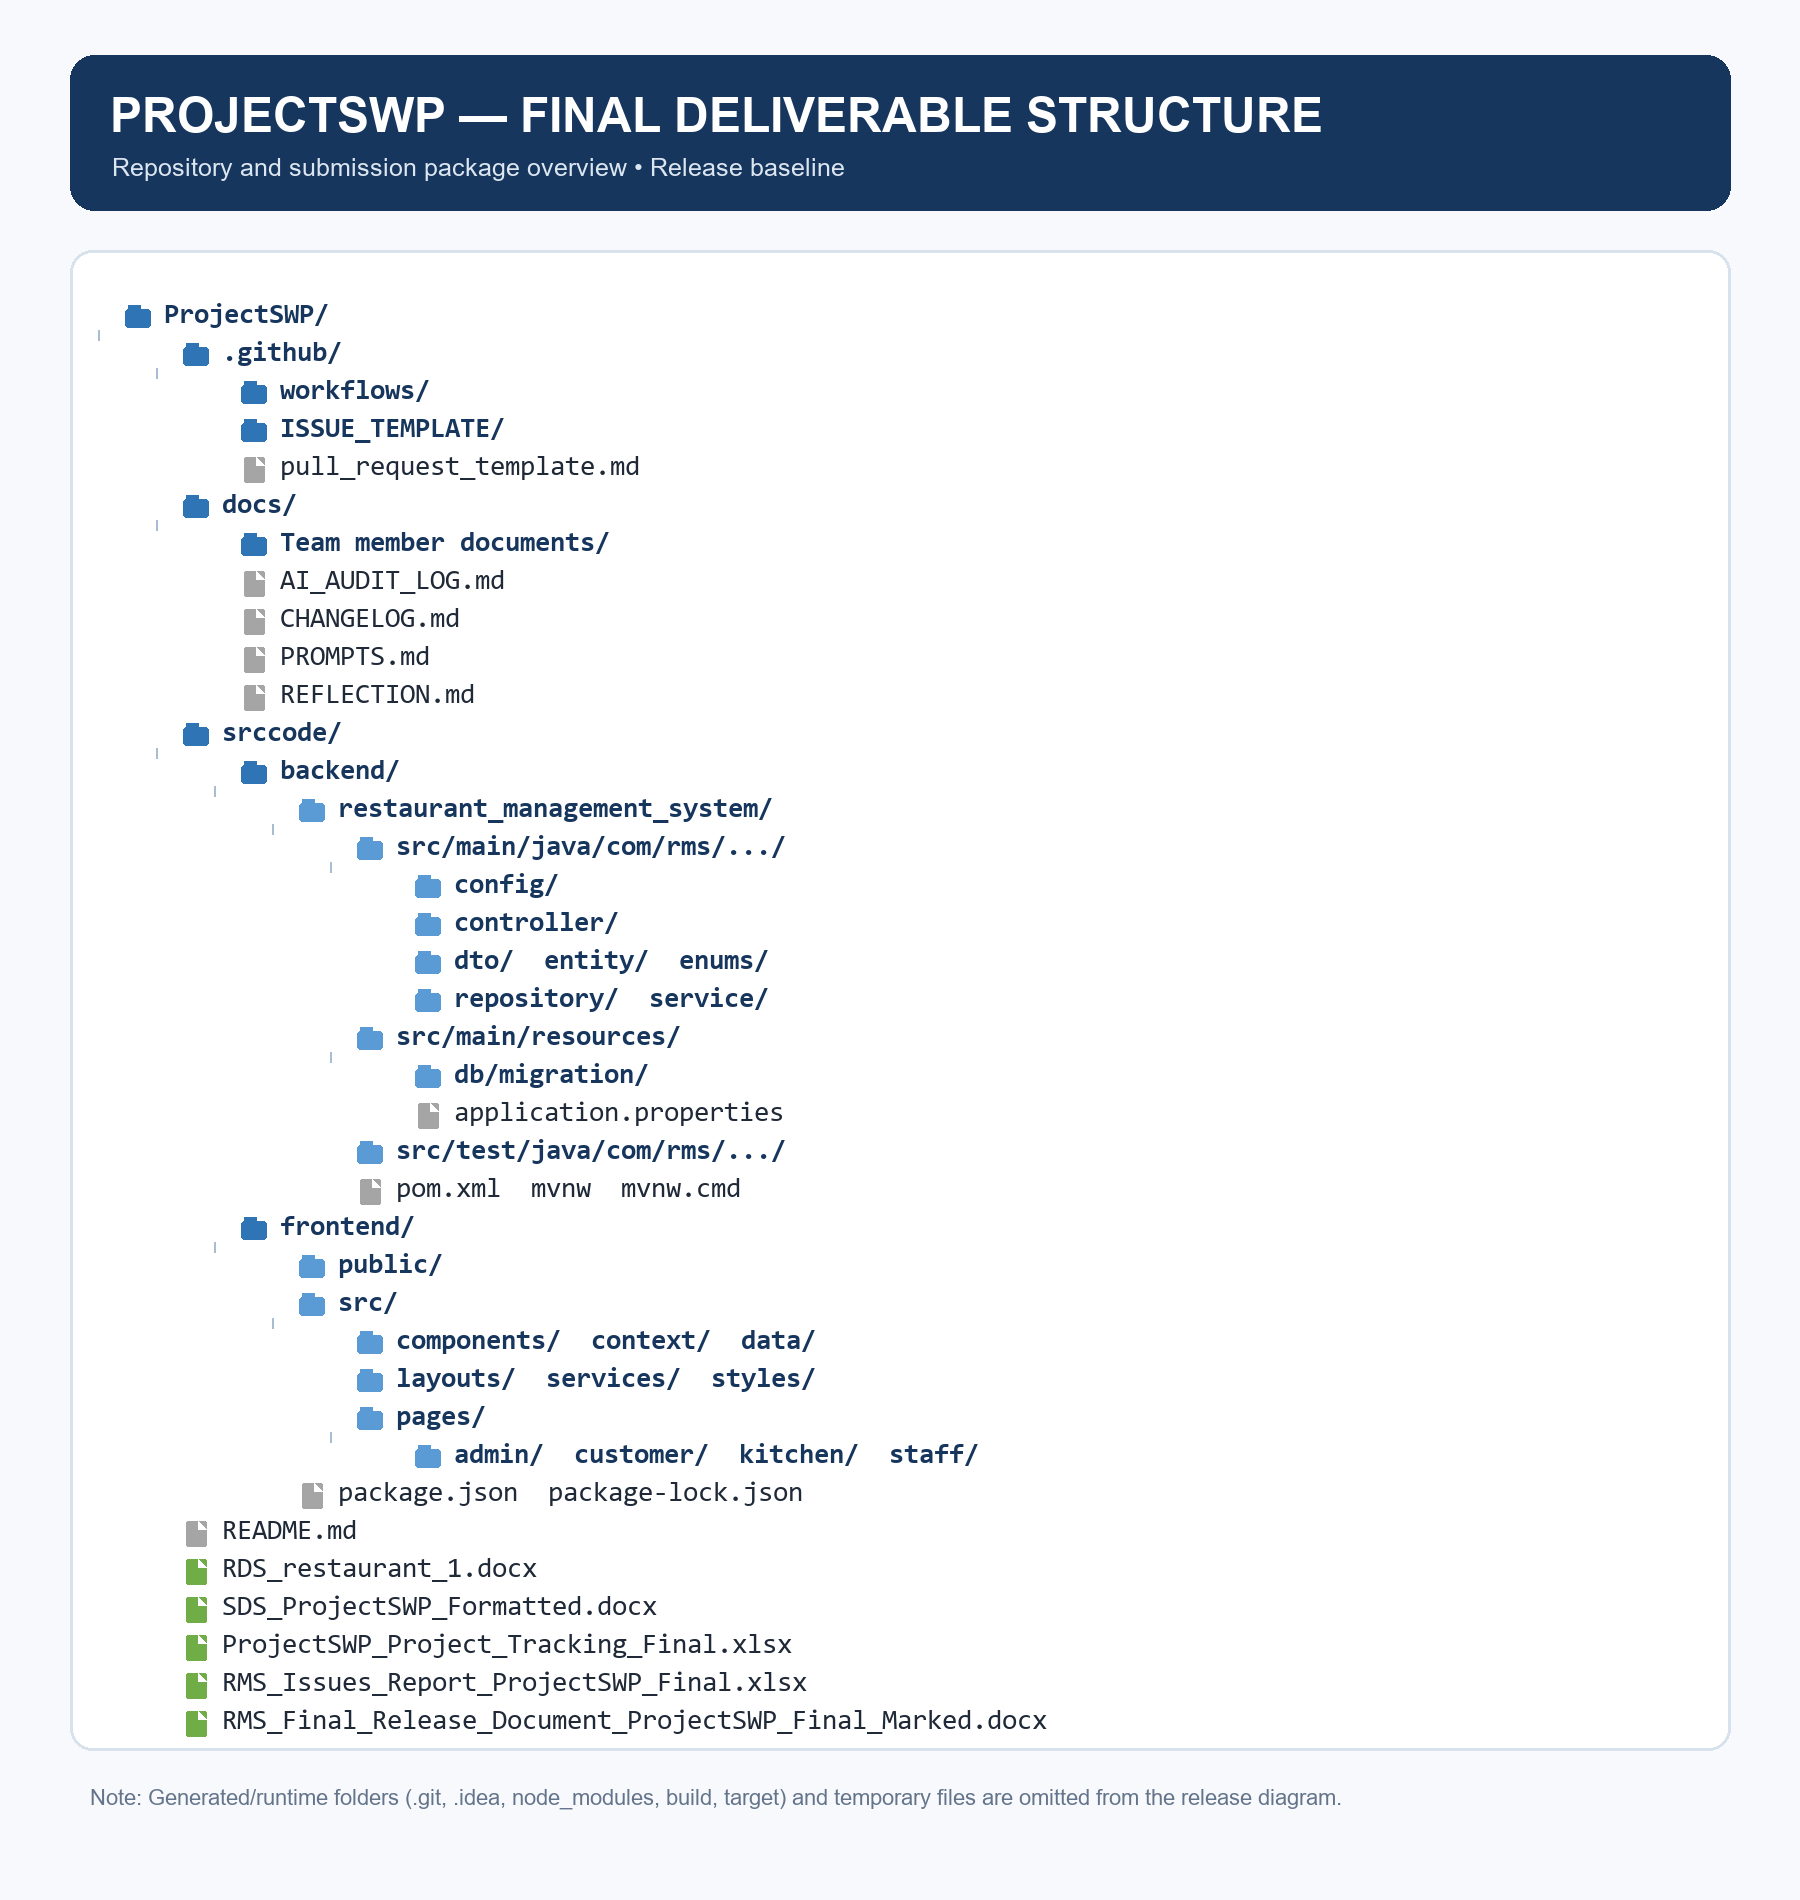 PROJECTSWP — FINAL DELIVERABLE STRUCTURE
Repository and submission package overview • Release baseline
ProjectSWP/
.github/
workflows/
ISSUE_TEMPLATE/
pull_request_template.md
docs/
Team member documents/
AI_AUDIT_LOG.md
CHANGELOG.md
PROMPTS.md
REFLECTION.md
srccode/
backend/
restaurant_management_system/
src/main/java/com/rms/.../
config/
controller/
dto/  entity/  enums/
repository/  service/
src/main/resources/
db/migration/
application.properties
src/test/java/com/rms/.../
pom.xml  mvnw  mvnw.cmd
frontend/
public/
src/
components/  context/  data/
layouts/  services/  styles/
pages/
admin/  customer/  kitchen/  staff/
package.json  package-lock.json
README.md
RDS_restaurant_1.docx
SDS_ProjectSWP_Formatted.docx
ProjectSWP_Project_Tracking_Final.xlsx
RMS_Issues_Report_ProjectSWP_Final.xlsx
RMS_Final_Release_Document_ProjectSWP_Final_Marked.docx
Note: Generated/runtime folders (.git, .idea, node_modules, build, target) and temporary files are omitted from the release diagram.